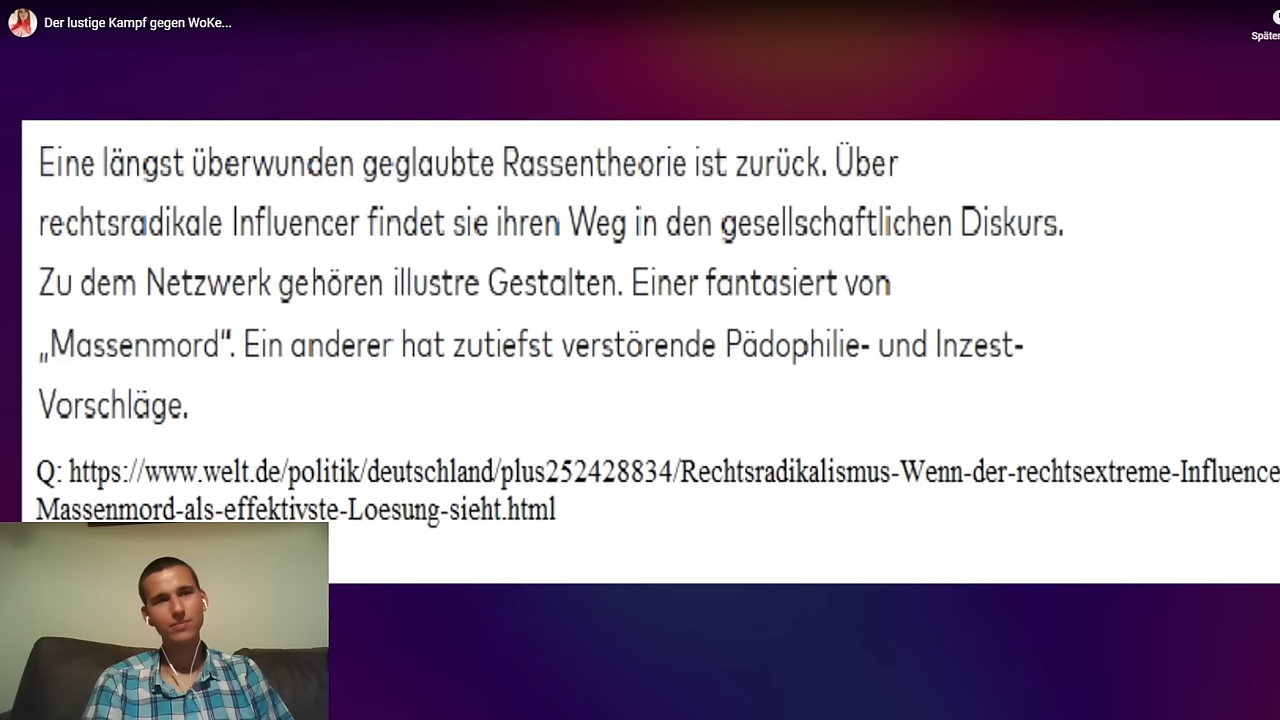 Der lustige Kampf gegen WoKe...
Später
Eine längst überwunden geglaubte Rassentheorie ist zurück. Über
rechtsradikale Influencer findet sie ihren Weg in den gesellschaftlichen Diskurs.
Zu dem Netzwerk gehören illustre Gestalten. Einer fantasiert von
„Massenmord“. Ein anderer hat zutiefst verstörende Pädophilie- und Inzest-
Vorschläge.
Q: https://www.welt.de/politik/deutschland/plus252428834/Rechtsradikalismus-Wenn-der-rechtsextreme-Influence
Massenmord-als-effektivste-Loesung-sieht.html